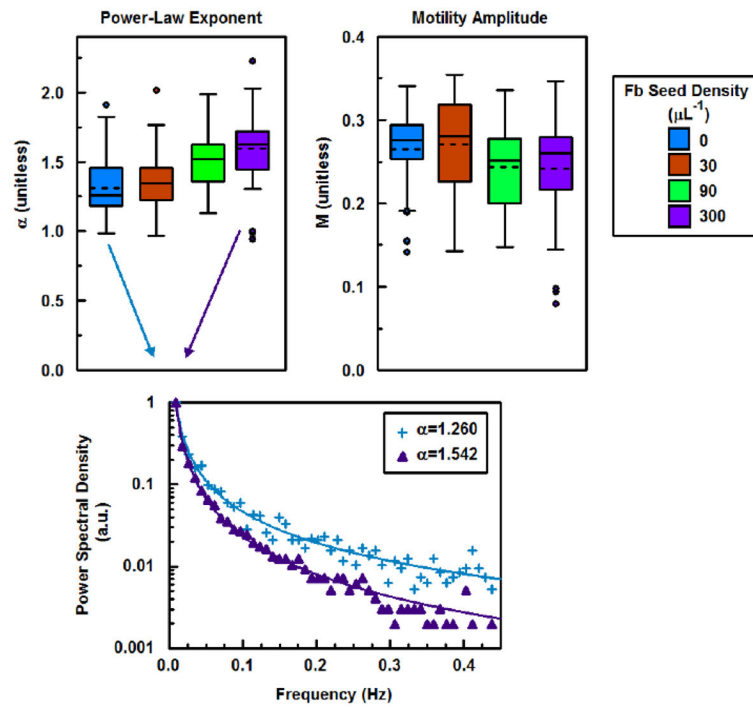 Power-Law Exponent
α (unitless)
2.0
1.5
1.0
1.5
0.0
Motility Amplitude
M (unitless)
0.4
0.3
0.2
0.1
0.0
Fb Seed Density
(μL⁻¹)
0
30
90
300
Power Spectral Density
(a.u.)
1
0.1
0.01
0.001
α=1.260
α=1.542
0.0
0.1
0.2
0.3
0.4
Frequency (Hz)